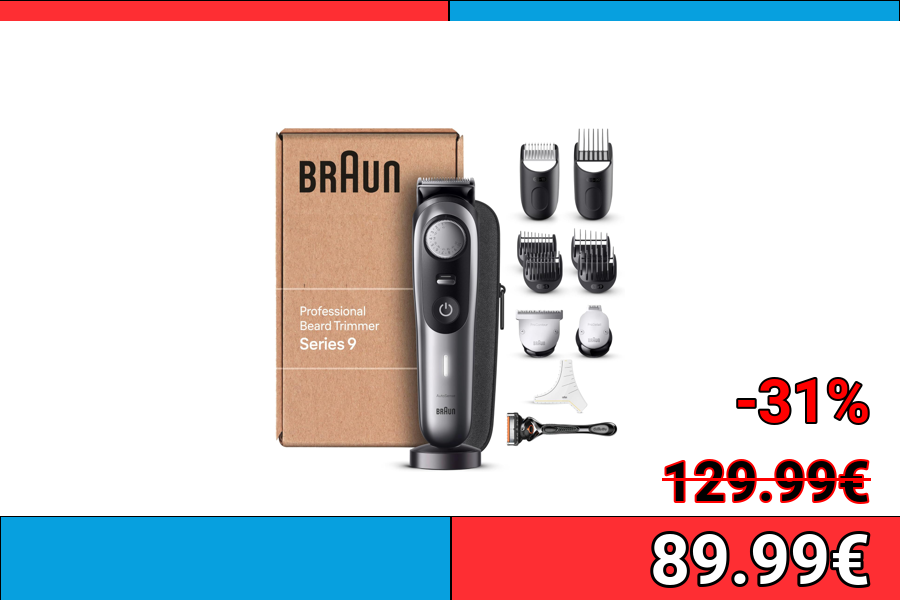 BRAUN
Professional
Beard Trimmer
Series 9
BRAUN
-31%
129.99€
89.99€